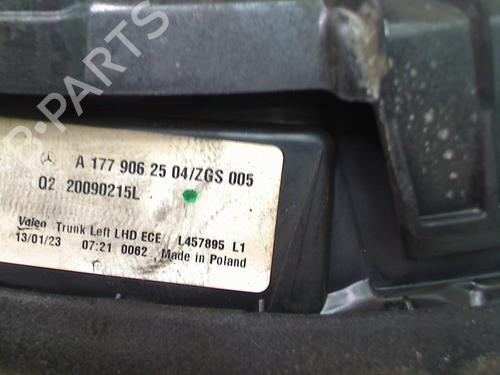 B-PARTS
A 177 906 25 04/ZGS 005
Q2 20090215L
Valeo Trunk Left LHD ECE L457895 L1
13/01/23 07:21 0062 Made in Poland